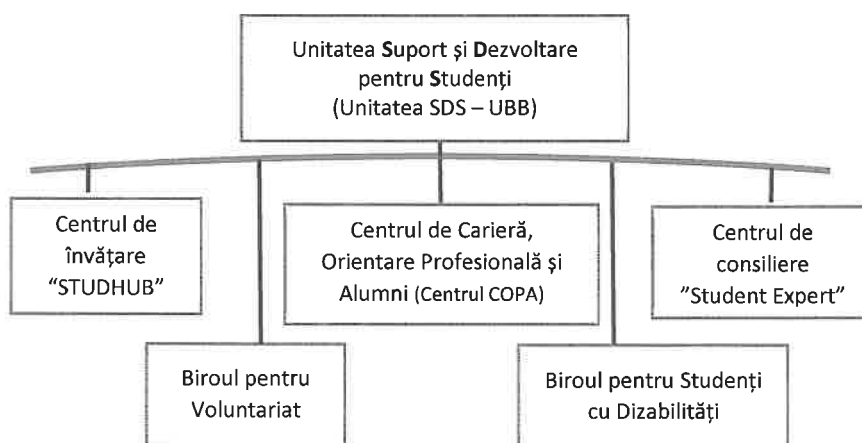 Unitatea Suport și Dezvoltare
pentru Studenți
(Unitatea SDS – UBB)
Centrul de
învățare
"STUDHUB"
Centrul de Carieră,
Orientare Profesională și
Alumni (Centrul COPA)
Centrul de
consiliere
"Student Expert"
Biroul pentru
Voluntariat
Biroul pentru Studenți
cu Dizabilități